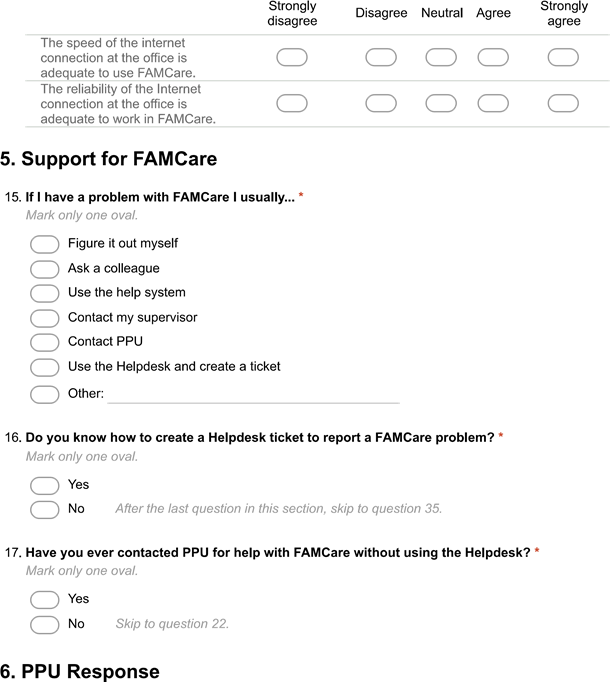 Strongly disagree Disagree Neutral Agree Strongly agree
The speed of the internet
connection at the office is
adequate to use FAMCare.
The reliability of the Internet
connection at the office is
adequate to work in FAMCare.
5. Support for FAMCare
15. If I have a problem with FAMCare I usually... *
Mark only one oval.
Figure it out myself
Ask a colleague
Use the help system
Contact my supervisor
Contact PPU
Use the Helpdesk and create a ticket
Other:
16. Do you know how to create a Helpdesk ticket to report a FAMCare problem? *
Mark only one oval.
Yes
No After the last question in this section, skip to question 35.
17. Have you ever contacted PPU for help with FAMCare without using the Helpdesk? *
Mark only one oval.
Yes
No Skip to question 22.
6. PPU Response